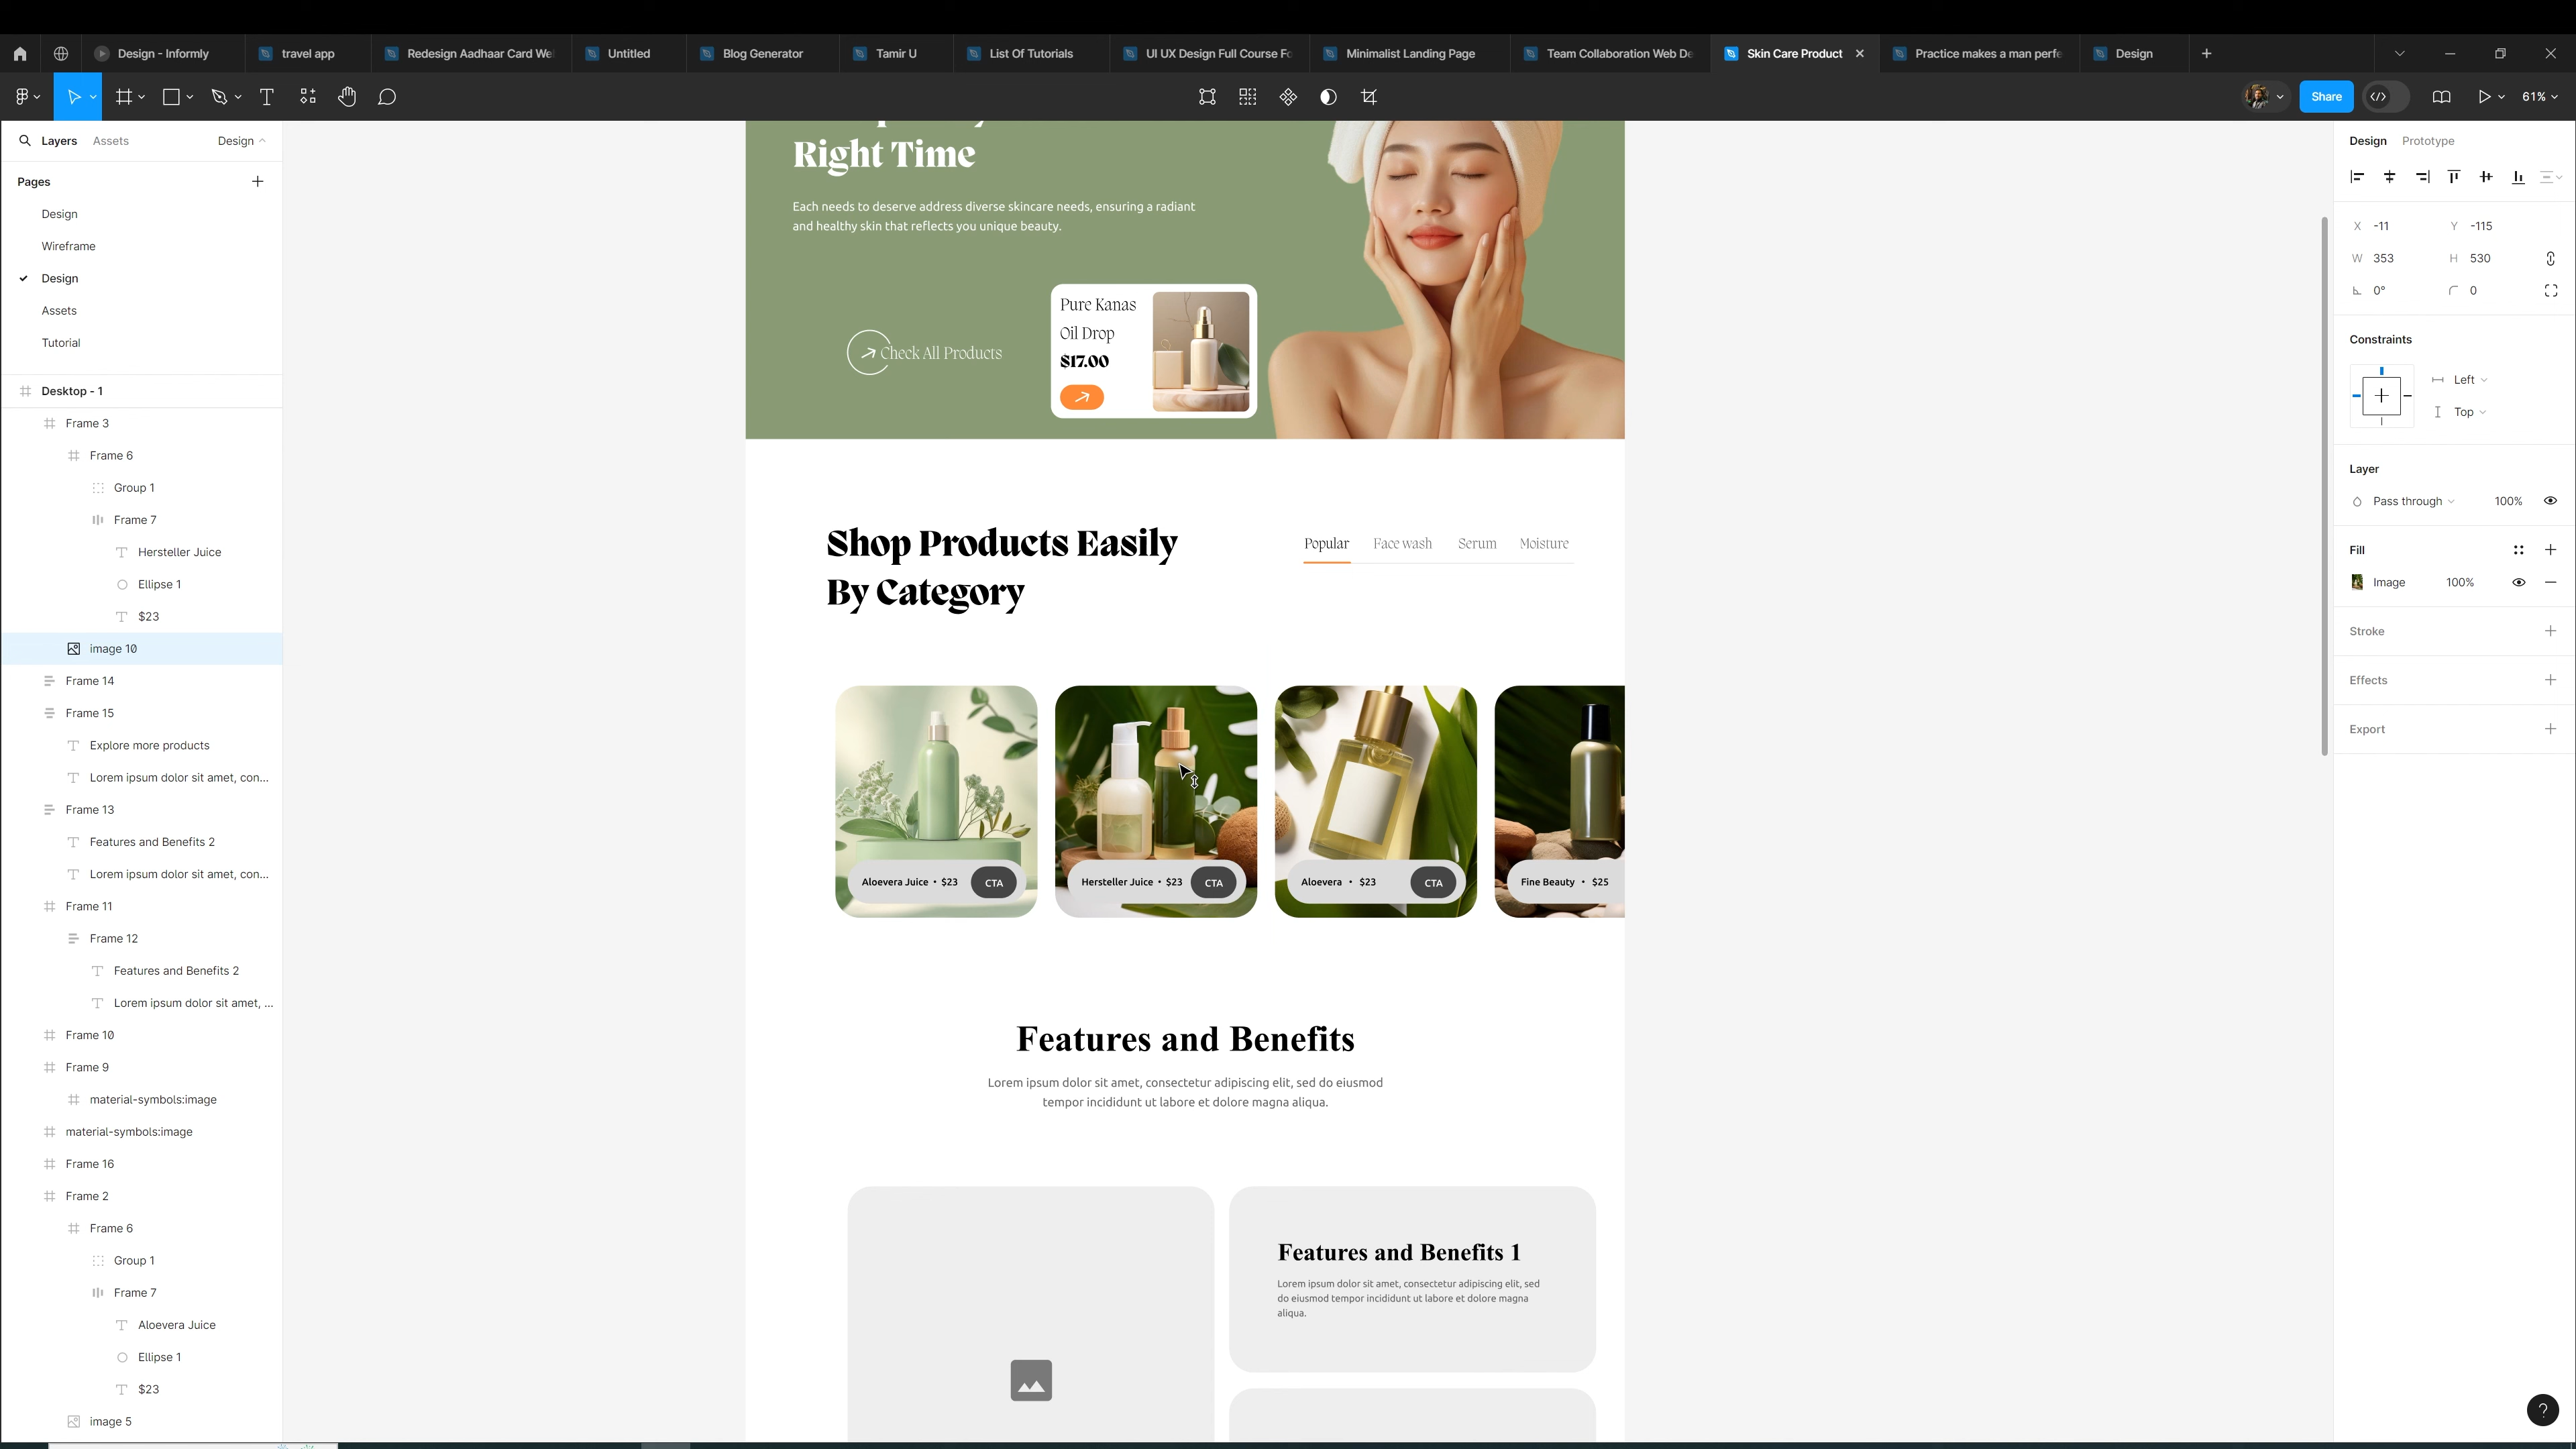 Design - Informly
travel app
Redesign Aadhaar Card We
Untitled
Blog Generator
Tamir U
List Of Tutorials
UI UX Design Full Course Fo
Minimalist Landing Page
Team Collaboration Web De
Skin Care Product
Practice makes a man perfe
Design
Share
61%
Layers
Assets
Design
Pages
Design
Wireframe
Design
Assets
Tutorial
Desktop - 1
Frame 3
Frame 6
Group 1
Frame 7
Hersteller Juice
Ellipse 1
$23
image 10
Frame 14
Frame 15
Explore more products
Lorem ipsum dolor sit amet, con...
Frame 13
Features and Benefits 2
Lorem ipsum dolor sit amet, con...
Frame 11
Frame 12
Features and Benefits 2
Lorem ipsum dolor sit amet, ...
Frame 10
Frame 9
material-symbols:image
material-symbols:image
Frame 16
Frame 2
Frame 6
Group 1
Frame 7
Aloevera Juice
Ellipse 1
$23
image 5
Right Time
Each needs to deserve address diverse skincare needs, ensuring a radiant
and healthy skin that reflects you unique beauty.
Check All Products
Pure Kanas
Oil Drop
$17.00
Shop Products Easily
By Category
Popular
Face wash
Serum
Moisture
Aloevera Juice • $23
CTA
Hersteller Juice • $23
CTA
Aloevera • $23
CTA
Fine Beauty • $25
Features and Benefits
Lorem ipsum dolor sit amet, consectetur adipiscing elit, sed do eiusmod
tempor incididunt ut labore et dolore magna aliqua.
Features and Benefits 1
Lorem ipsum dolor sit amet, consectetur adipiscing elit, sed
do eiusmod tempor incididunt ut labore et dolore magna
aliqua.
Design
Prototype
X -11
Y -115
W 353
H 530
0°
0
Constraints
Left
Top
Layer
Pass through
100%
Fill
Image
100%
Stroke
Effects
Export
?